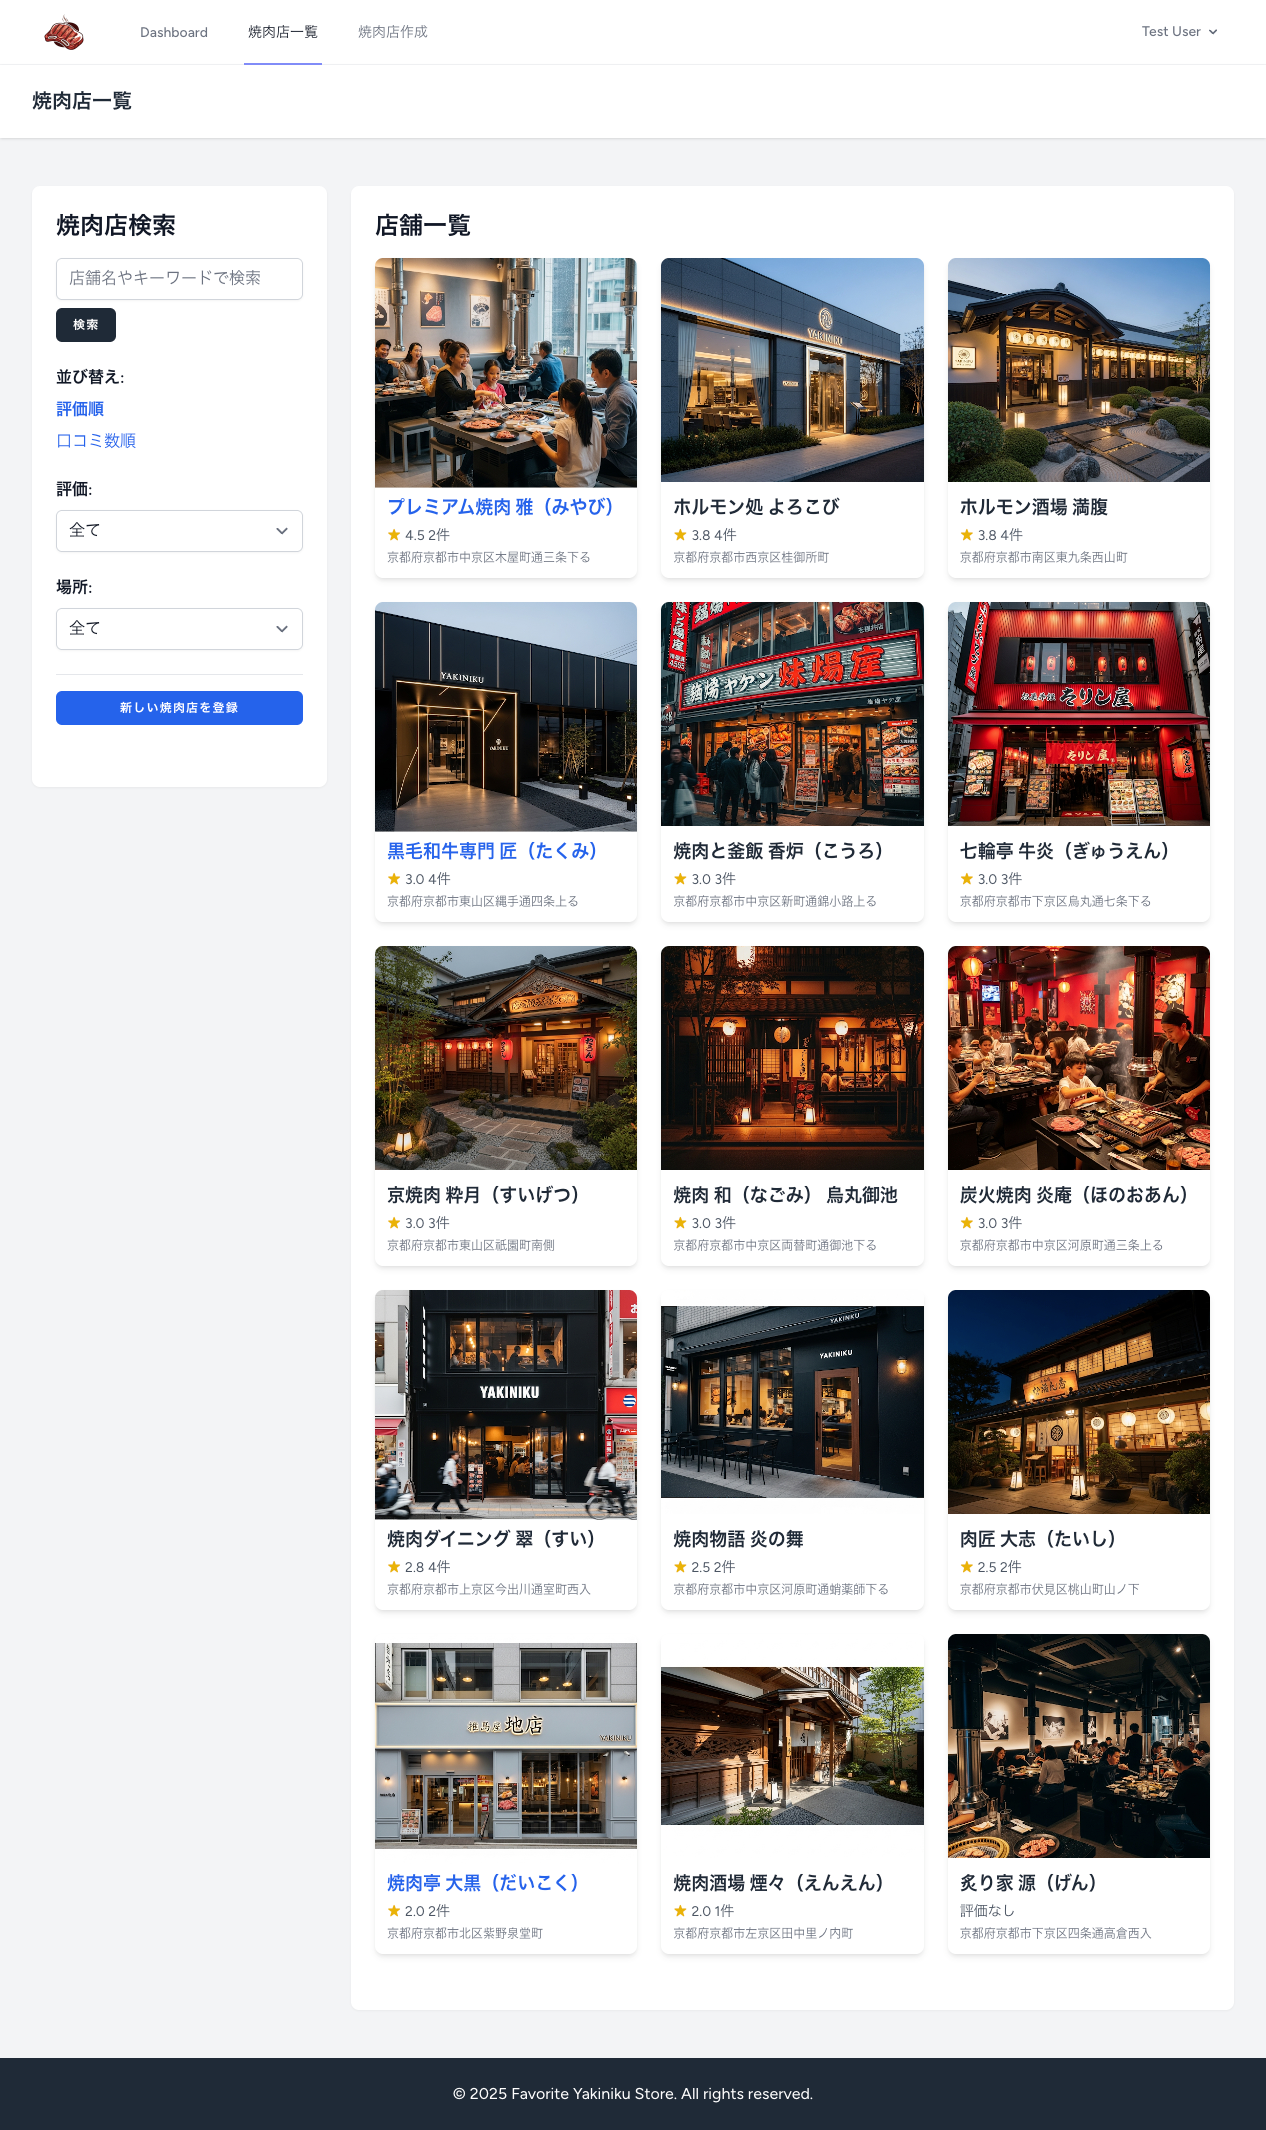 Dashboard
焼肉店一覧
焼肉店作成
Test User
焼肉店一覧
焼肉店検索
店舗名やキーワードで検索
検索
並び替え:
評価順
口コミ数順
評価:
全て
場所:
全て
新しい焼肉店を登録
店舗一覧
YAKINIKU
プレミアム焼肉 雅（みやび）
★ 4.5 2件
京都府京都市中京区木屋町通三条下る
ホルモン処 よろこび
★ 3.8 4件
京都府京都市西京区桂御所町
ホルモン酒場 満腹
★ 3.8 4件
京都府京都市南区東九条西山町
YAKINIKU
黒毛和牛専門 匠（たくみ）
★ 3.0 4件
京都府京都市東山区縄手通四条上る
焼肉と釜飯 香炉（こうろ）
★ 3.0 3件
京都府京都市中京区新町通錦小路上る
七輪亭 牛炎（ぎゅうえん）
★ 3.0 3件
京都府京都市下京区烏丸通七条下る
京焼肉 粋月（すいげつ）
★ 3.0 3件
京都府京都市東山区祇園町南側
焼肉 和（なごみ） 烏丸御池
★ 3.0 3件
京都府京都市中京区両替町通御池下る
炭火焼肉 炎庵（ほのおあん）
★ 3.0 3件
京都府京都市中京区河原町通三条上る
YAKINIKU
焼肉ダイニング 翠（すい）
★ 2.8 4件
京都府京都市上京区今出川通室町西入
YAKINIKU
YAKINIKU
焼肉物語 炎の舞
★ 2.5 2件
京都府京都市中京区河原町通蛸薬師下る
肉匠 大志（たいし）
★ 2.5 2件
京都府京都市伏見区桃山町山ノ下
地店
YAKINIKU
焼肉亭 大黒（だいこく）
★ 2.0 2件
京都府京都市北区紫野泉堂町
焼肉酒場 煙々（えんえん）
★ 2.0 1件
京都府京都市左京区田中里ノ内町
炙り家 源（げん）
評価なし
京都府京都市下京区四条通高倉西入
© 2025 Favorite Yakiniku Store. All rights reserved.